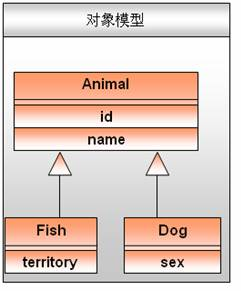 对象模型
Animal
id
name
Fish
territory
Dog
sex